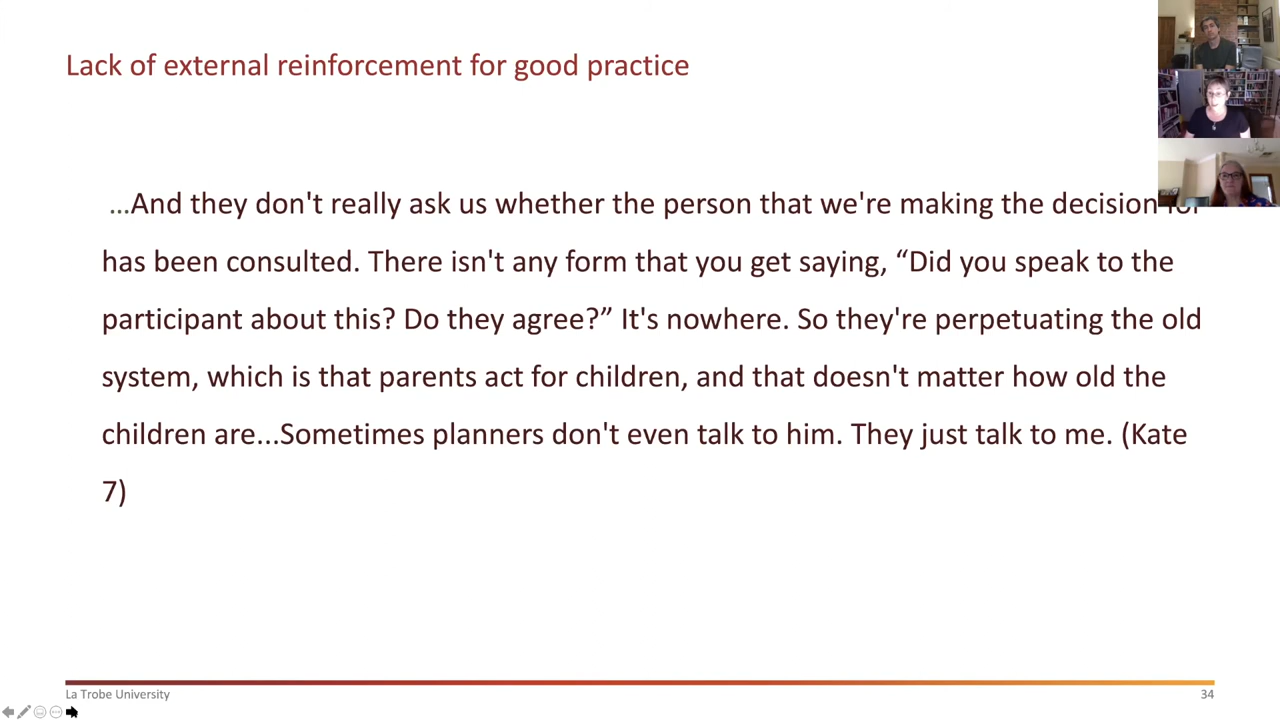 Lack of external reinforcement for good practice
…And they don't really ask us whether the person that we're making the decision for
has been consulted. There isn't any form that you get saying, “Did you speak to the
participant about this? Do they agree?” It's nowhere. So they're perpetuating the old
system, which is that parents act for children, and that doesn't matter how old the
children are...Sometimes planners don't even talk to him. They just talk to me. (Kate
7)
La Trobe University
34